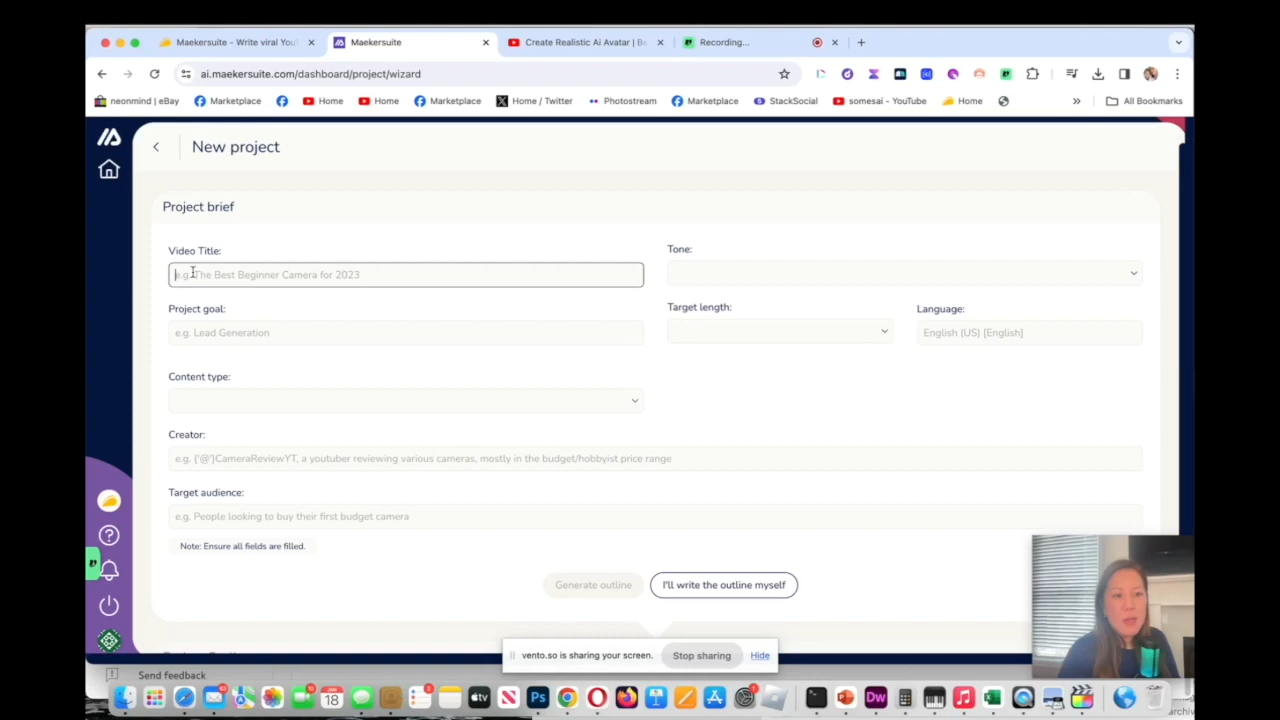 Maekersuite - Write viral You
Maekersuite
Create Realistic Ai Avatar | Be
Recording...
ai.maekersuite.com/dashboard/project/wizard
neonmind | eBay
Marketplace
Home
Home
Marketplace
Home / Twitter
Photostream
Marketplace
StackSocial
somesai - YouTube
Home
»
All Bookmarks
New project
Project brief
Video Title:
Tone:
e.g. The Best Beginner Camera for 2023
Project goal:
Target length:
Language:
e.g. Lead Generation
English (US) [English]
Content type:
Creator:
e.g. {'@'}CameraReviewYT, a youtuber reviewing various cameras, mostly in the budget/hobbyist price range
Target audience:
e.g. People looking to buy their first budget camera
Note: Ensure all fields are filled.
Generate outline
I'll write the outline myself
vento.so is sharing your screen.
Stop sharing
Hide
Send feedback
18
Ps
Dw